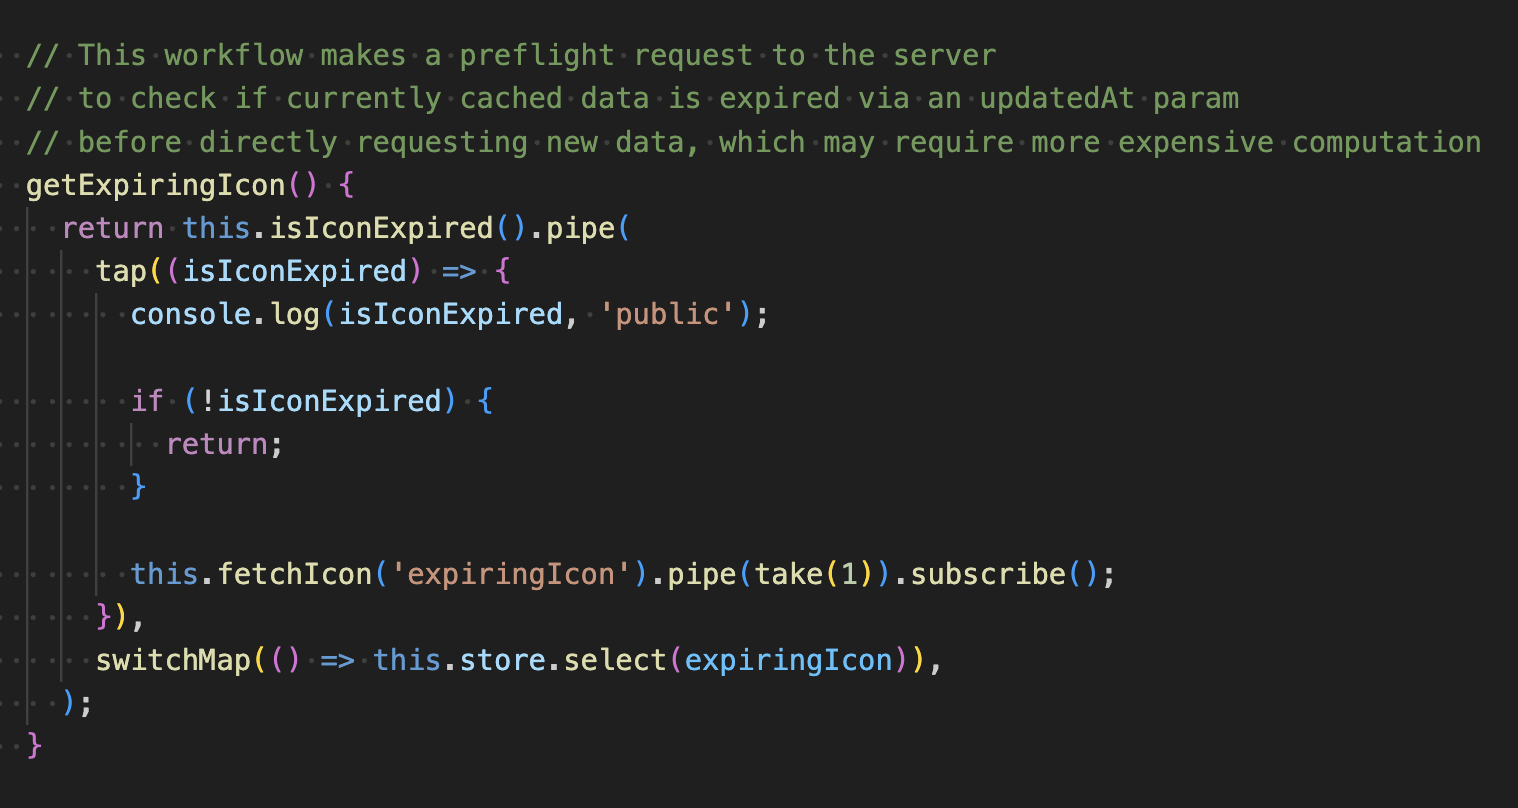 // This workflow makes a preflight request to the server
// to check if currently cached data is expired via an updatedAt param
// before directly requesting new data, which may require more expensive computation
getExpiringIcon() {
return this.isIconExpired().pipe(
tap((isIconExpired) => {
console.log(isIconExpired, 'public');
if (!isIconExpired) {
return;
}
this.fetchIcon('expiringIcon').pipe(take(1)).subscribe();
}),
switchMap(() => this.store.select(expiringIcon)),
);
}